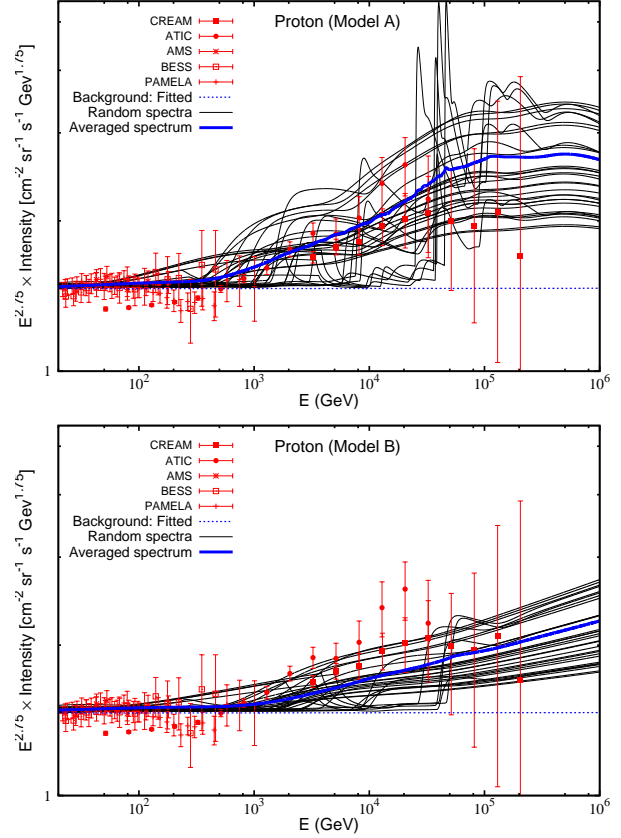 Proton (Model A)
CREAM
ATIC
AMS
BESS
PAMELA
Background: Fitted
Random spectra
Averaged spectrum
E^2.75 × Intensity [cm^-2 sr^-1 s^-1 Gev^1.75]
1
10^2
10^3
10^4
10^5
10^6
E (GeV)
Proton (Model B)
CREAM
ATIC
AMS
BESS
PAMELA
Background: Fitted
Random spectra
Averaged spectrum
E^2.75 × Intensity [cm^-2 sr^-1 s^-1 Gev^1.75]
1
10^2
10^3
10^4
10^5
10^6
E (GeV)